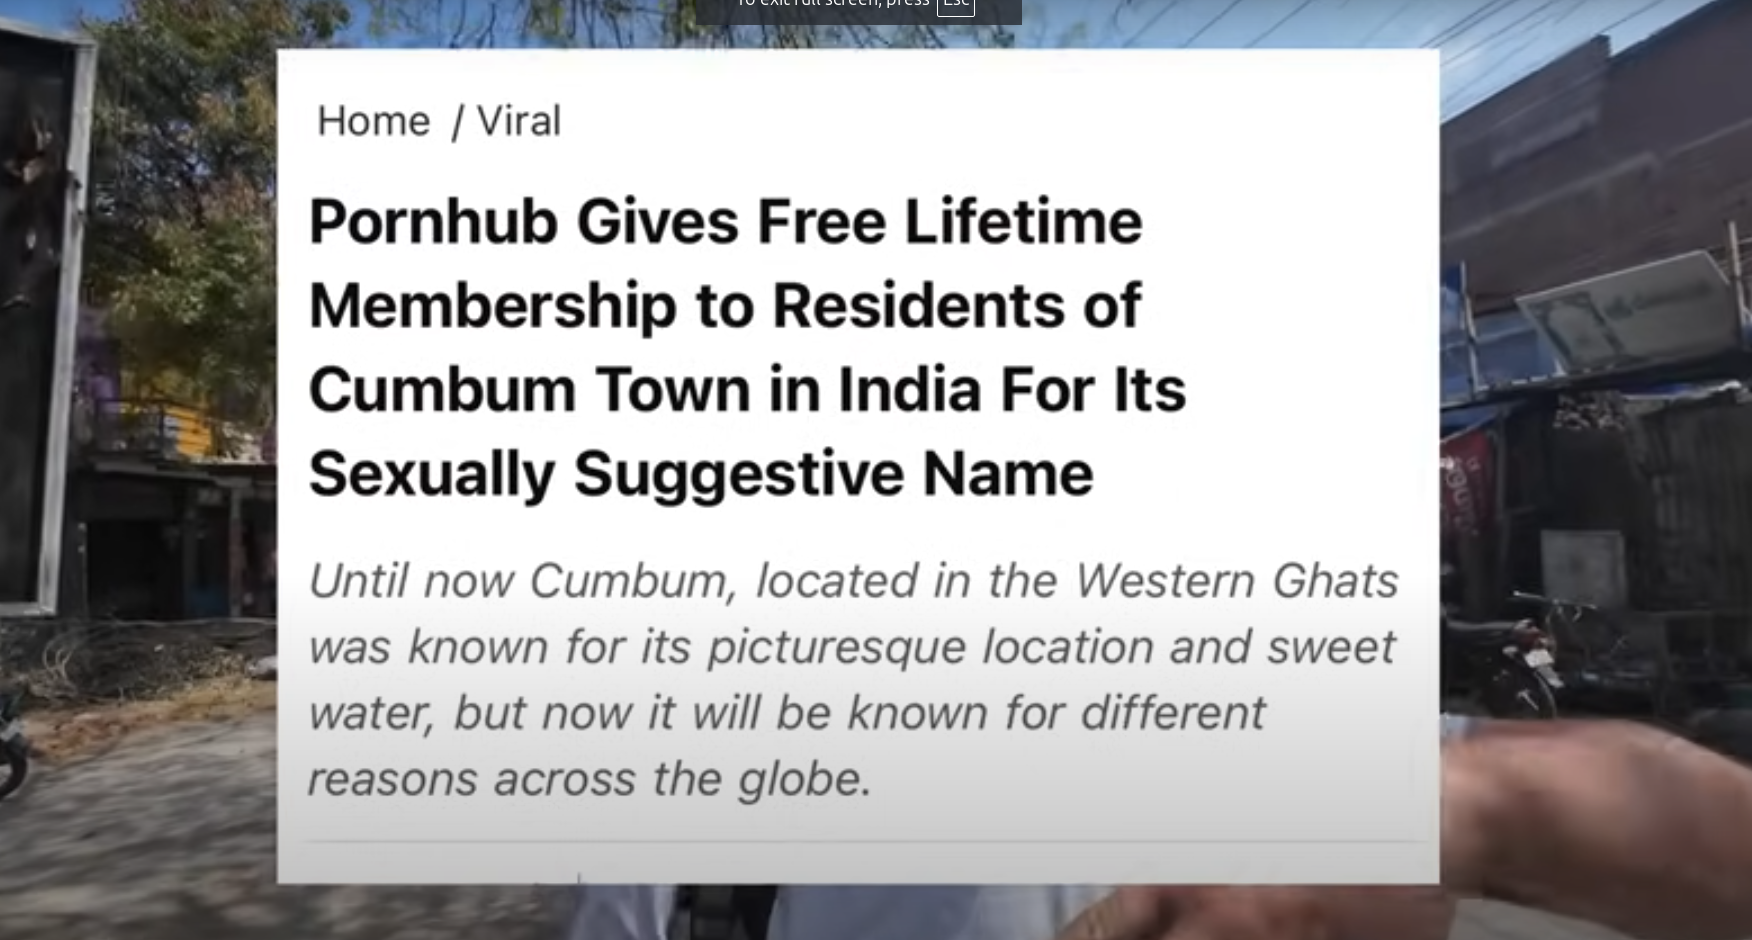 To exit full screen, press Esc
Home / Viral
Pornhub Gives Free Lifetime
Membership to Residents of
Cumbum Town in India For Its
Sexually Suggestive Name
Until now Cumbum, located in the Western Ghats
was known for its picturesque location and sweet
water, but now it will be known for different
reasons across the globe.